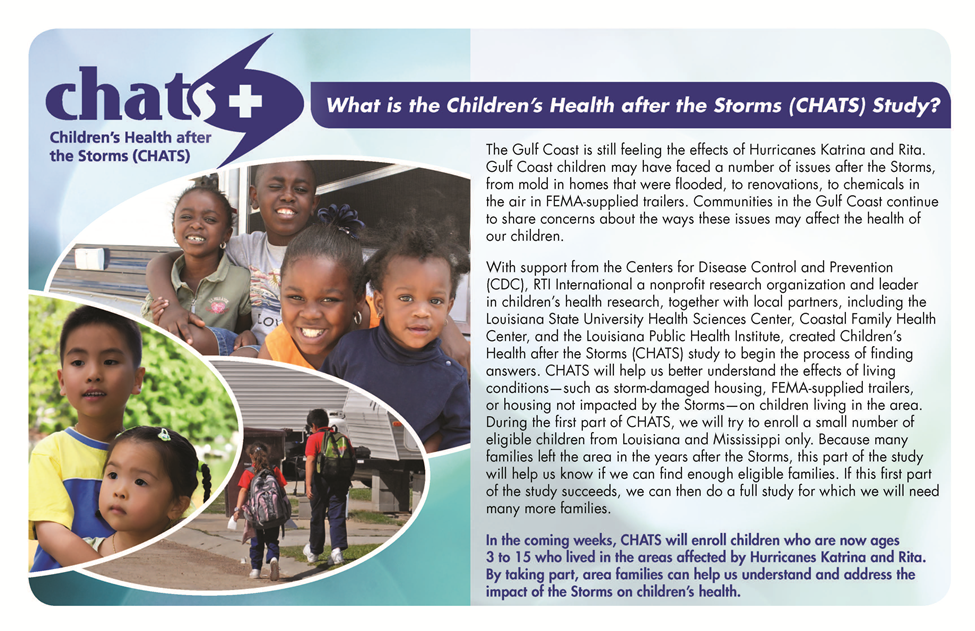 chats+
Children's Health after
the Storms (CHATS)
What is the Children's Health after the Storms (CHATS) Study?
The Gulf Coast is still feeling the effects of Hurricanes Katrina and Rita.
Gulf Coast children may have faced a number of issues after the Storms,
from mold in homes that were flooded, to renovations, to chemicals in
the air in FEMA-supplied trailers. Communities in the Gulf Coast continue
to share concerns about the ways these issues may affect the health of
our children.
With support from the Centers for Disease Control and Prevention
(CDC), RTI International a nonprofit research organization and leader
in children's health research, together with local partners, including the
Louisiana State University Health Sciences Center, Coastal Family Health
Center, and the Louisiana Public Health Institute, created Children's
Health after the Storms (CHATS) study to begin the process of finding
answers. CHATS will help us better understand the effects of living
conditions—such as storm-damaged housing, FEMA-supplied trailers,
or housing not impacted by the Storms—on children living in the area.
During the first part of CHATS, we will try to enroll a small number of
eligible children from Louisiana and Mississippi only. Because many
families left the area in the years after the Storms, this part of the study
will help us know if we can find enough eligible families. If this first part
of the study succeeds, we can then do a full study for which we will need
many more families.
In the coming weeks, CHATS will enroll children who are now ages
3 to 15 who lived in the areas affected by Hurricanes Katrina and Rita.
By taking part, area families can help us understand and address the
impact of the Storms on children's health.